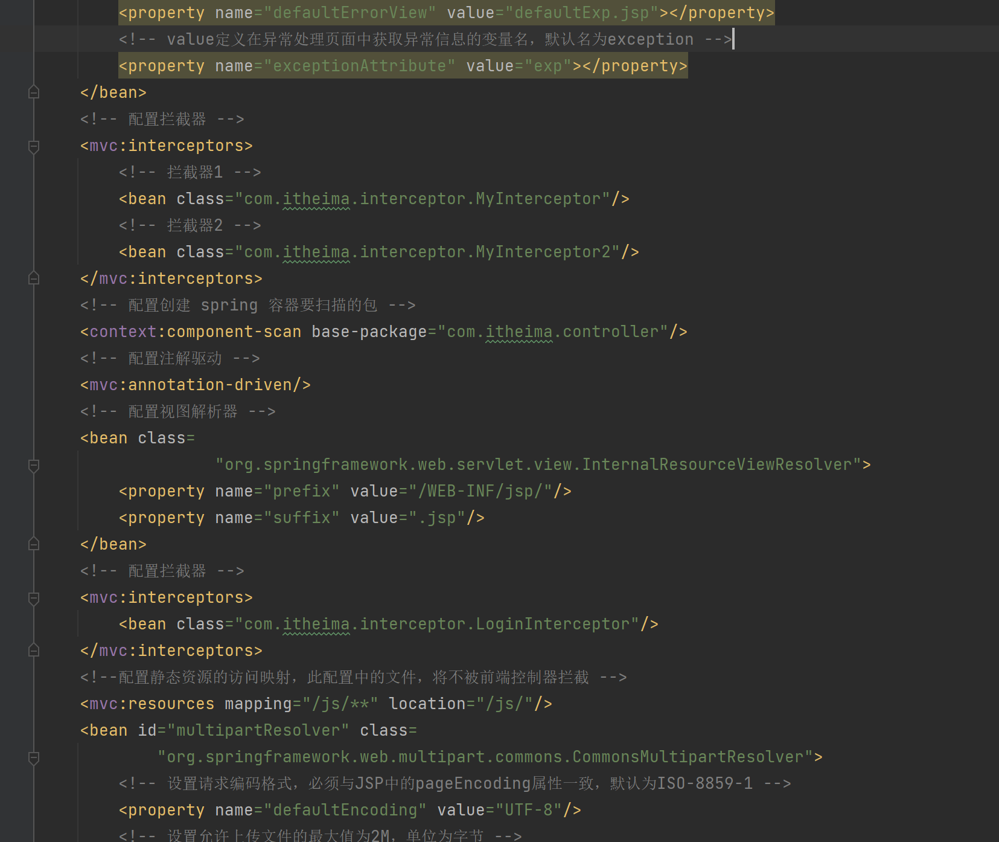 <property name="defaultErrorView" value="defaultExp.jsp"></property>
<!-- value定义在异常处理页面中获取异常信息的变量名，默认名为exception -->
<property name="exceptionAttribute" value="exp"></property>
</bean>
<!-- 配置拦截器 -->
<mvc:interceptors>
<!-- 拦截器1 -->
<bean class="com.itheima.interceptor.MyInterceptor"/>
<!-- 拦截器2 -->
<bean class="com.itheima.interceptor.MyInterceptor2"/>
</mvc:interceptors>
<!-- 配置创建 spring 容器要扫描的包 -->
<context:component-scan base-package="com.itheima.controller"/>
<!-- 配置注解驱动 -->
<mvc:annotation-driven/>
<!-- 配置视图解析器 -->
<bean class=
"org.springframework.web.servlet.view.InternalResourceViewResolver">
<property name="prefix" value="/WEB-INF/jsp/"/>
<property name="suffix" value=".jsp"/>
</bean>
<!-- 配置拦截器 -->
<mvc:interceptors>
<bean class="com.itheima.interceptor.LoginInterceptor"/>
</mvc:interceptors>
<!--配置静态资源的访问映射，此配置中的文件，将不被前端控制器拦截 -->
<mvc:resources mapping="/js/**" location="/js/"/>
<bean id="multipartResolver" class=
"org.springframework.web.multipart.commons.CommonsMultipartResolver">
<!-- 设置请求编码格式，必须与JSP中的pageEncoding属性一致，默认为ISO-8859-1 -->
<property name="defaultEncoding" value="UTF-8"/>
<!-- 设置允许上传文件的最大值为2M，单位为字节 -->